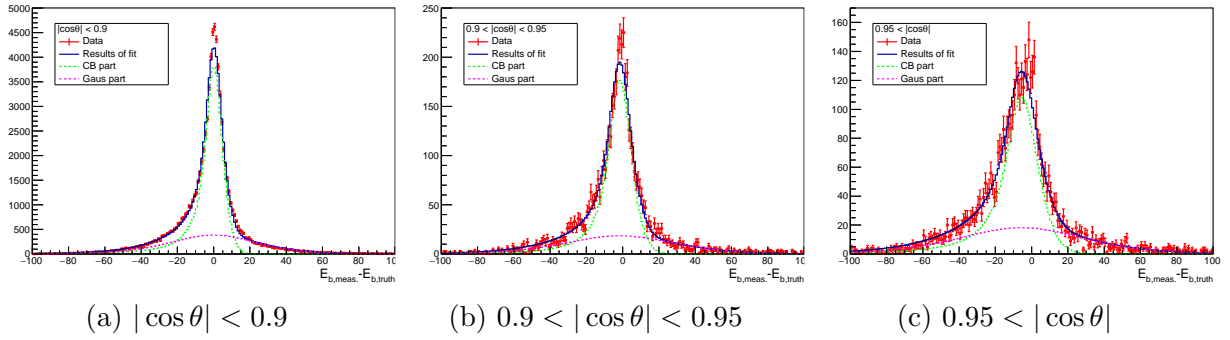 5000
4500
4000
3500
3000
2500
2000
1500
1000
500
0
−100 −80 −60 −40 −20 0 20 40 60 80 100
|cosθ| < 0.9
Data
Results of fit
CB part
Gaus part
E_b,meas.-E_b,truth
(a) | cos θ| < 0.9
250
200
150
100
50
0
−100 −80 −60 −40 −20 0 20 40 60 80 100
0.9 < |cosθ| < 0.95
Data
Results of fit
CB part
Gaus part
E_b,meas.-E_b,truth
(b) 0.9 < | cos θ| < 0.95
160
140
120
100
80
60
40
20
0
−100 −80 −60 −40 −20 0 20 40 60 80 100
0.95 < |cosθ|
Data
Results of fit
CB part
Gaus part
E_b,meas.-E_b,truth
(c) 0.95 < | cos θ|